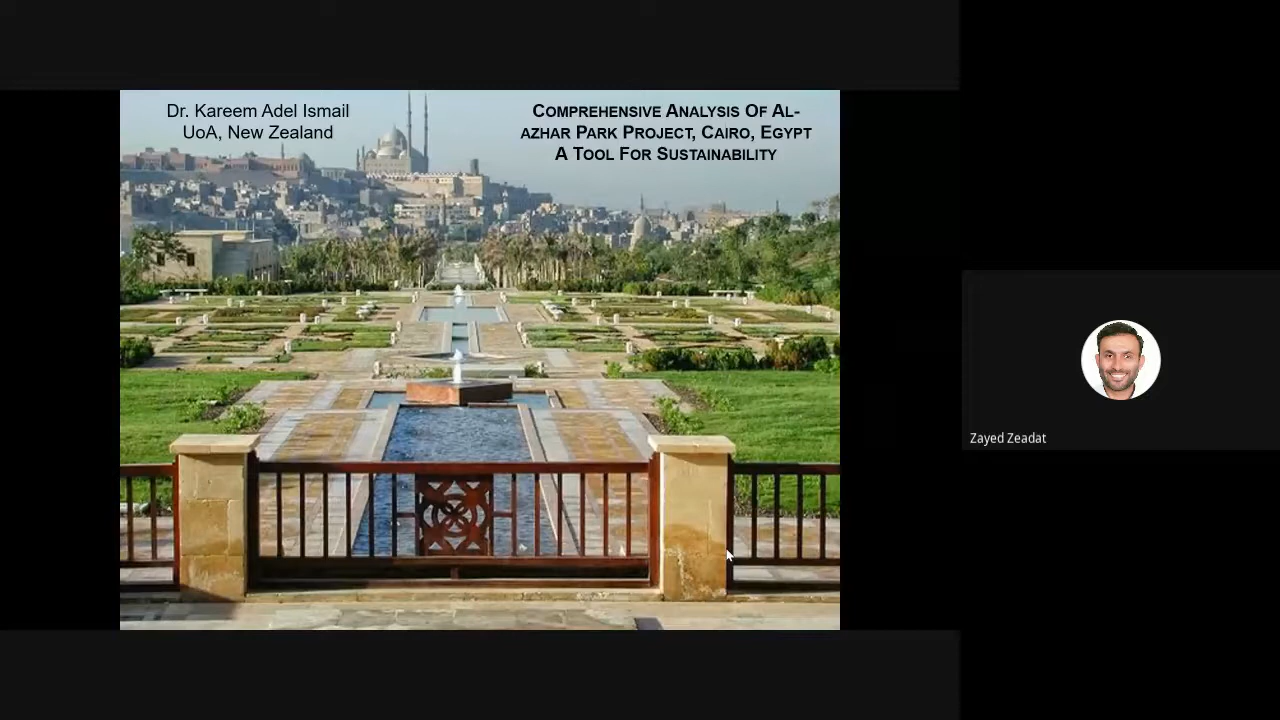 Dr. Kareem Adel Ismail
UoA, New Zealand
COMPREHENSIVE ANALYSIS OF AL-
AZHAR PARK PROJECT, CAIRO, EGYPT
A TOOL FOR SUSTAINABILITY
Zayed Zeadat